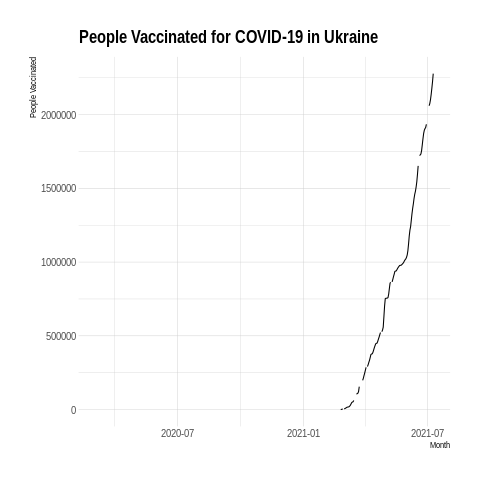 People Vaccinated for COVID-19 in Ukraine
People Vaccinated
2000000
1500000
1000000
500000
0
2020-07
2021-01
2021-07
Month